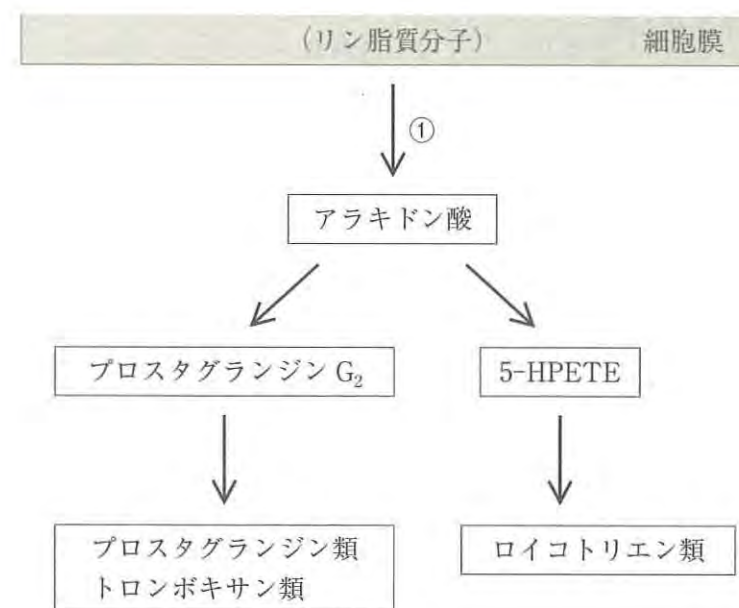 (リン脂質分子) 細胞膜
①
アラキドン酸
プロスタグランジン G₂
5-HPETE
プロスタグランジン類
トロンボキサン類
ロイコトリエン類